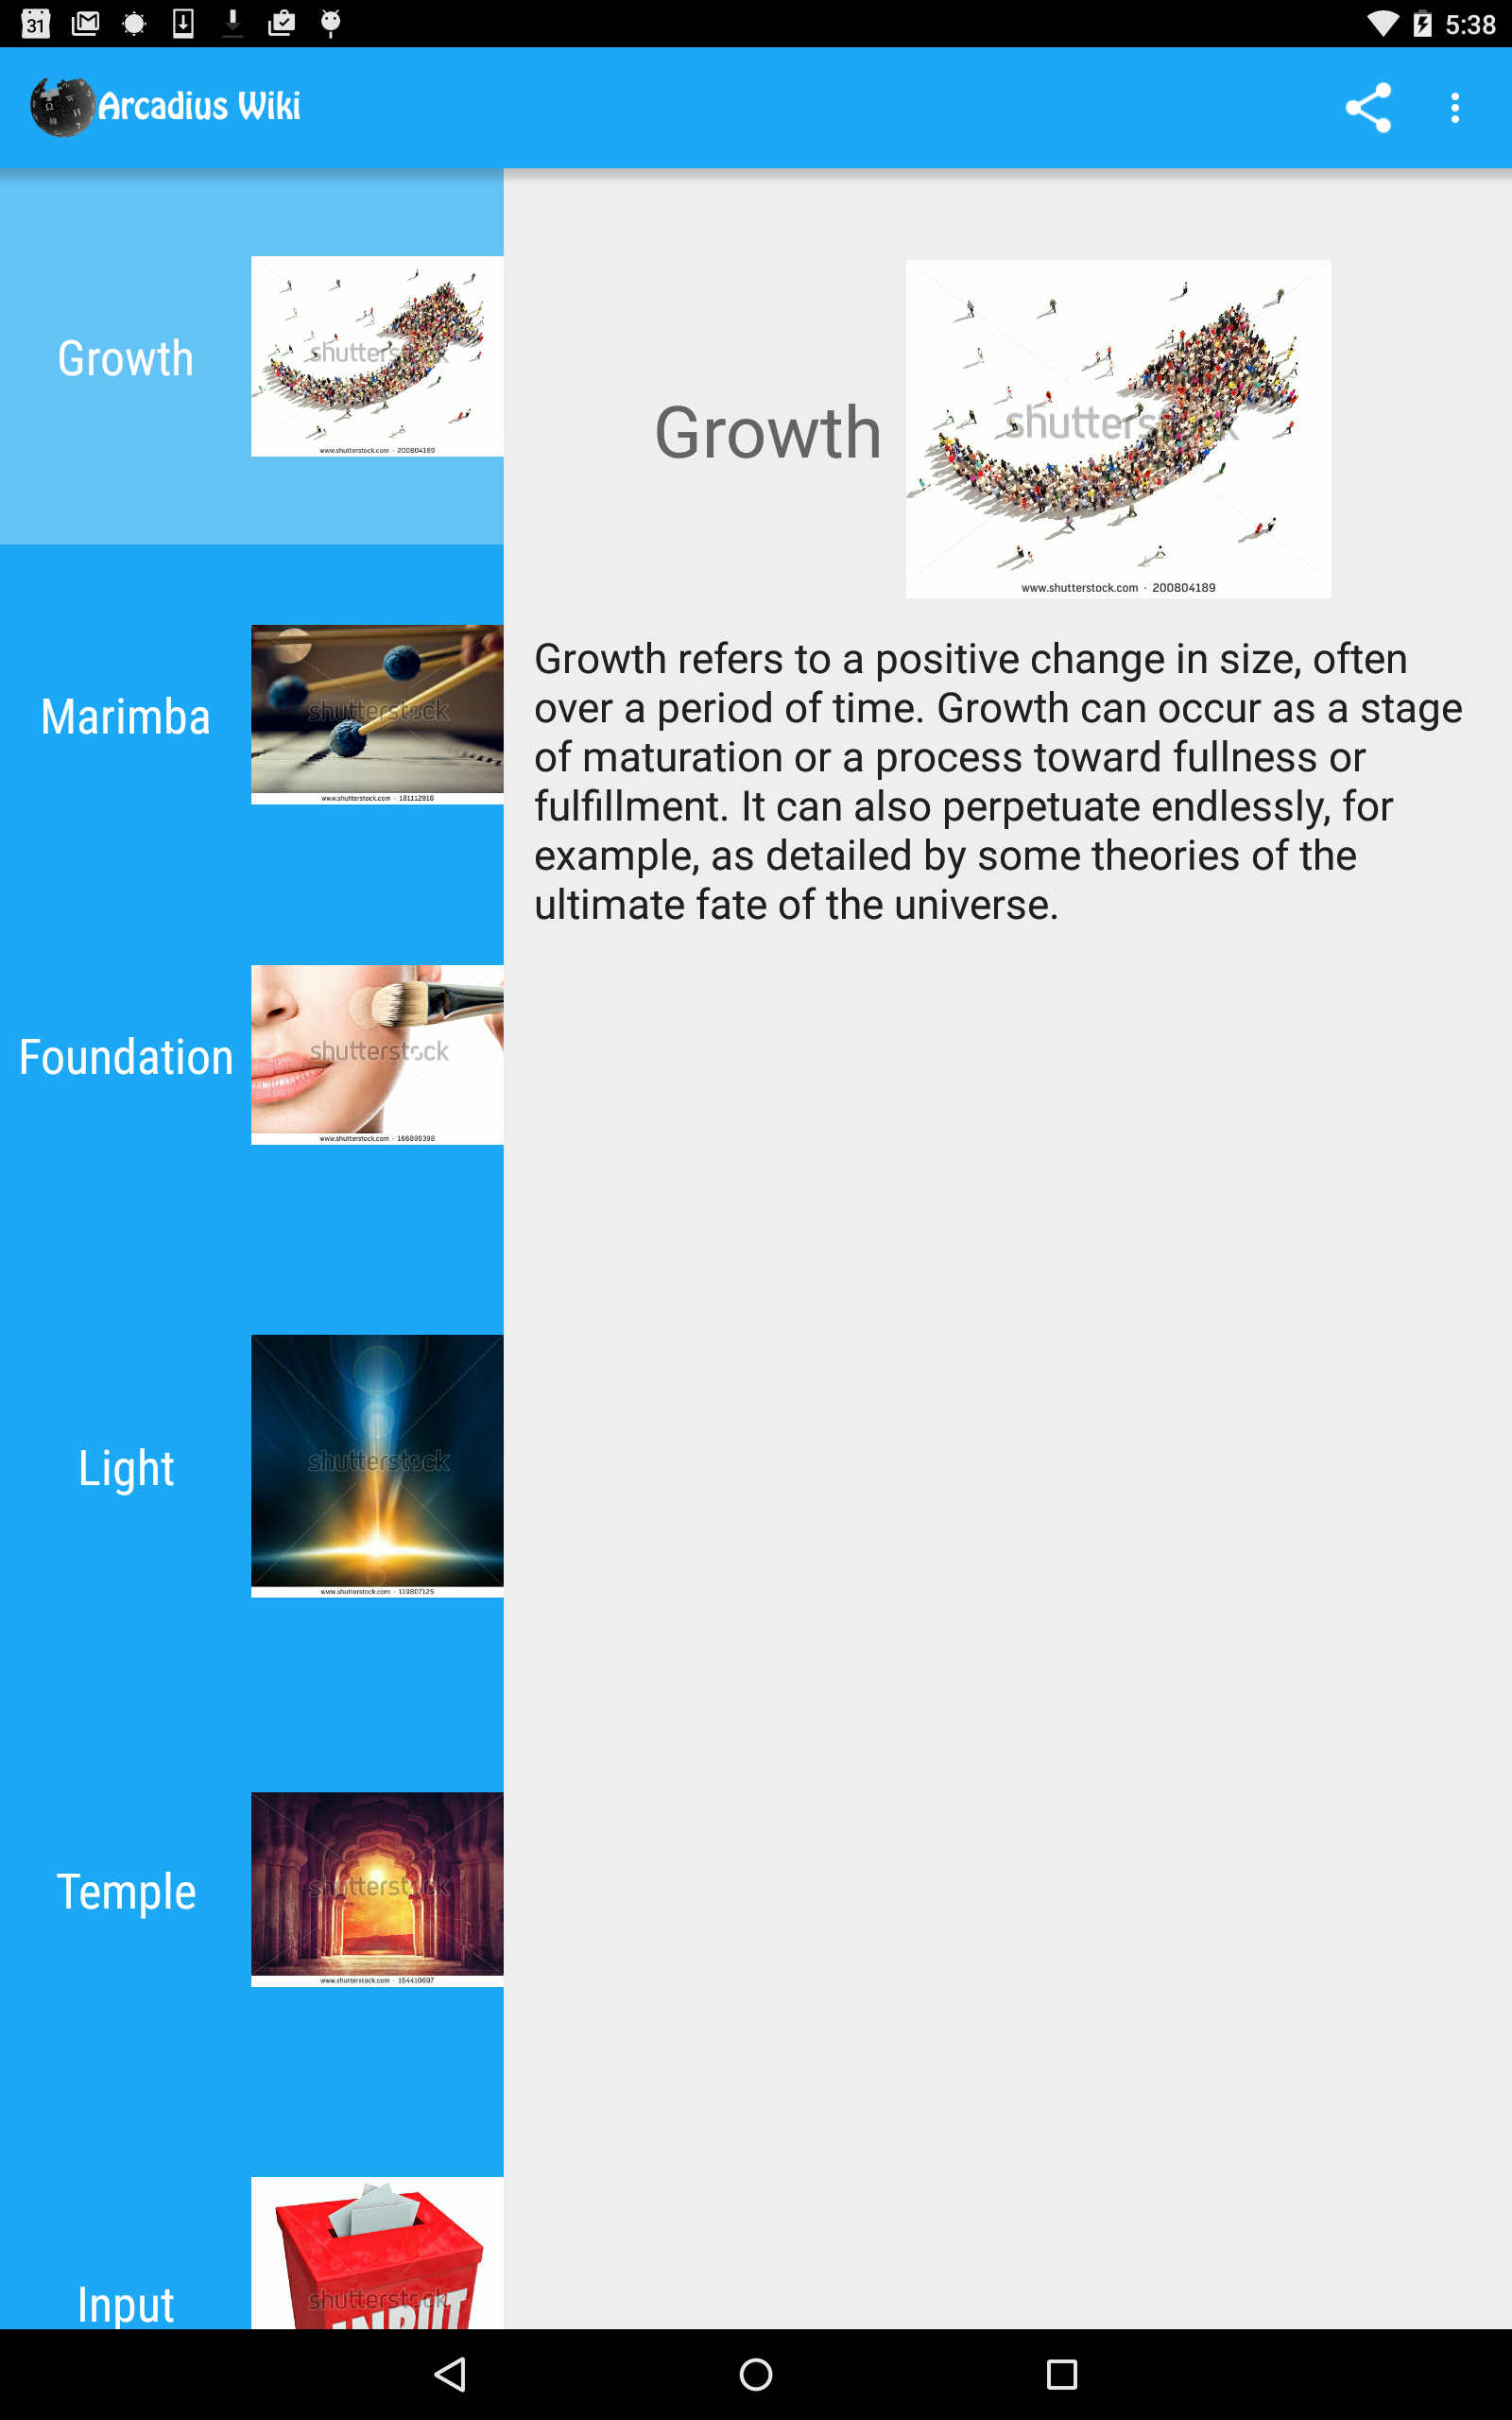 31
5:38
Arcadius Wiki
Growth
shutterstock
www.shutterstock.com · 200804189
Marimba
shutterstock
www.shutterstock.com · 191112918
Foundation
shutterstock
www.shutterstock.com · 166896398
Light
shutterstock
www.shutterstock.com · 119807125
Temple
shutterstock
www.shutterstock.com · 164410697
Input
shutterstock
INPUT
Growth
shutterstock
www.shutterstock.com · 200804189
Growth refers to a positive change in size, often
over a period of time. Growth can occur as a stage
of maturation or a process toward fullness or
fulfillment. It can also perpetuate endlessly, for
example, as detailed by some theories of the
ultimate fate of the universe.